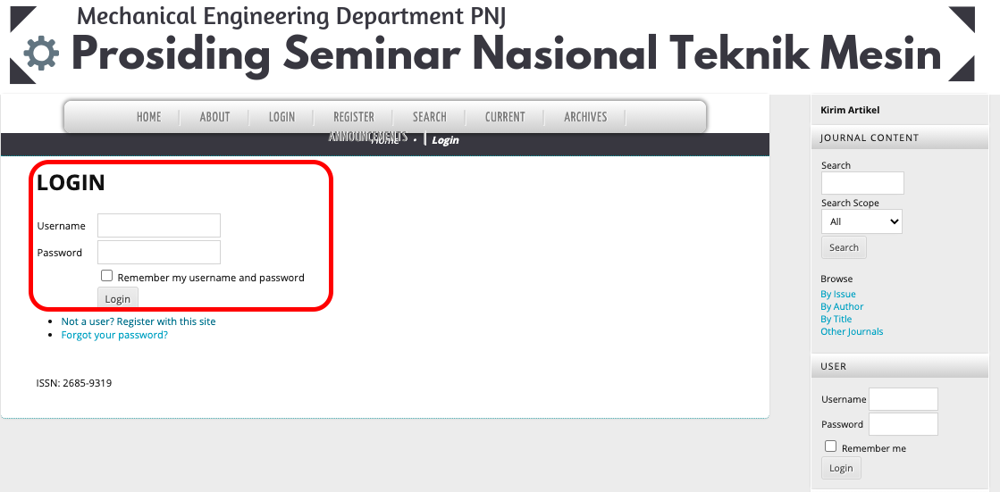 Mechanical Engineering Department PNJ
Prosiding Seminar Nasional Teknik Mesin
HOME ABOUT LOGIN REGISTER SEARCH CURRENT ARCHIVES
ANNOUNCEMENTS
Home • Login
LOGIN
Username
Password
Remember my username and password
Login
• Not a user? Register with this site
• Forgot your password?
ISSN: 2685-9319
Kirim Artikel
JOURNAL CONTENT
Search
Search Scope
All
Search
Browse
By Issue
By Author
By Title
Other Journals
USER
Username
Password
Remember me
Login